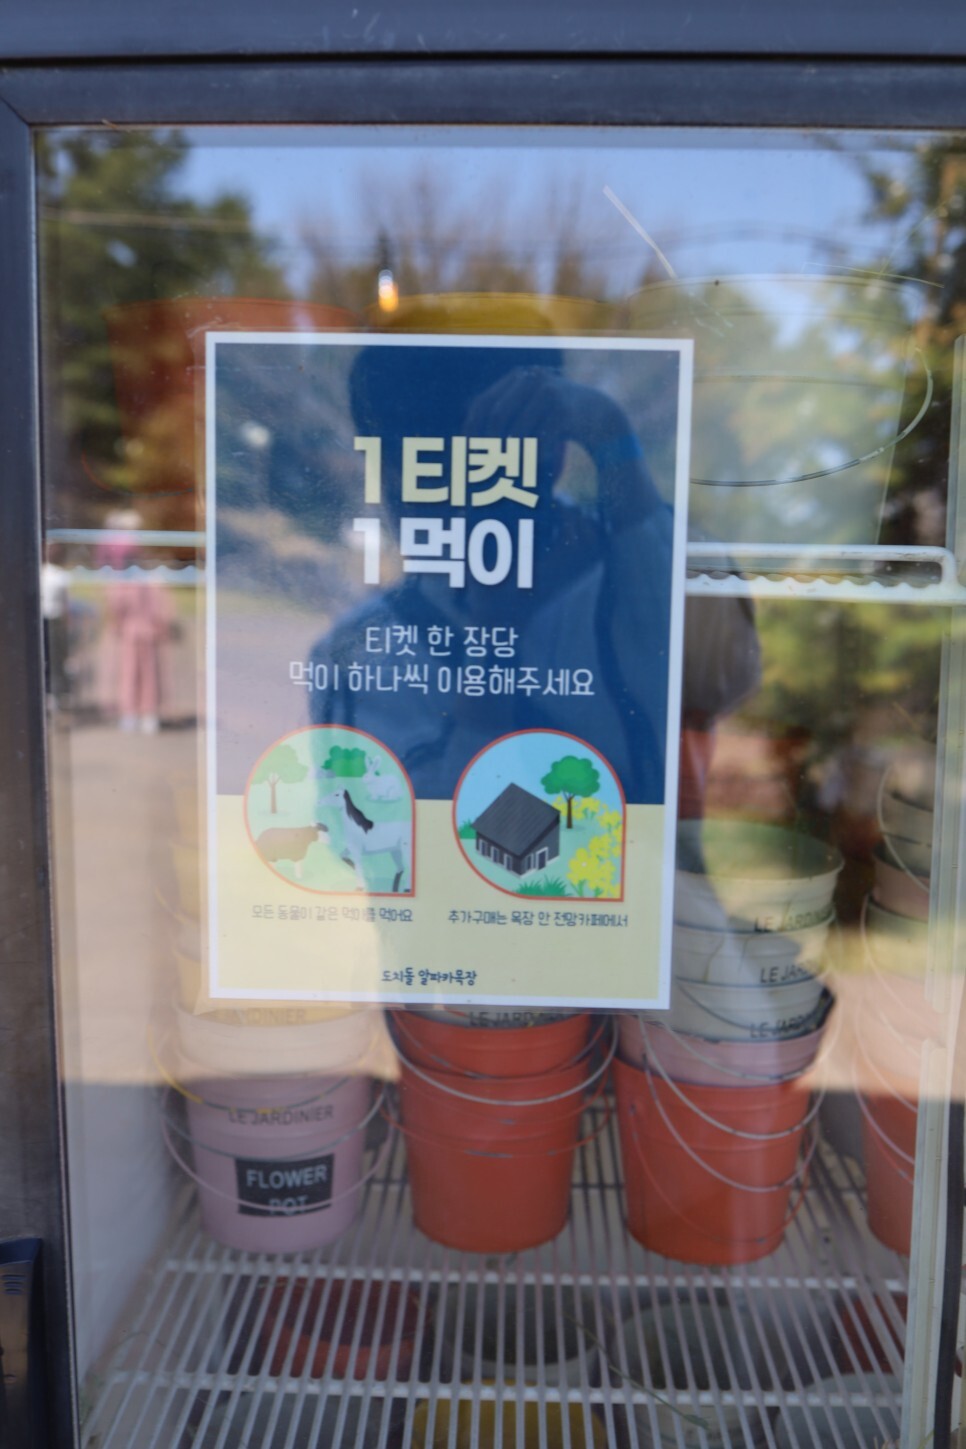 1 티켓
1 먹이
티켓 한 장당
먹이 하나씩 이용해주세요
모든 동물이 같은 먹이를 먹어요
추가구매는 목장 안 전망카페에서
도치돌 알파카목장
LE JARDINIER
LE JARDINIER
LE JARDINIER
JARDINIER
LE JARDINIER
LE JARDINIER
FLOWER
POT